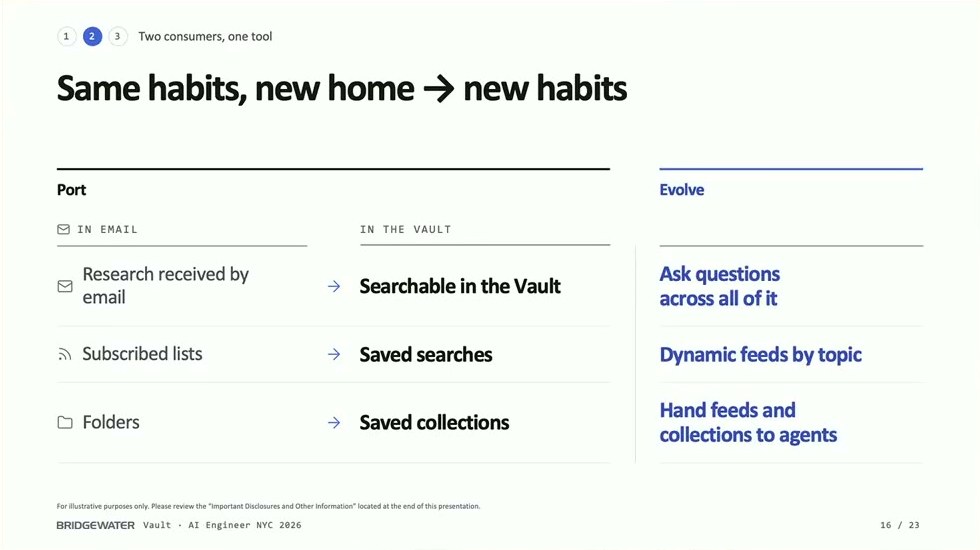 1 2 3 Two consumers, one tool
Same habits, new home → new habits
Port
Evolve
IN EMAIL
IN THE VAULT
Research received by
email
→ Searchable in the Vault
Ask questions
across all of it
Subscribed lists → Saved searches
Dynamic feeds by topic
Folders → Saved collections
Hand feeds and
collections to agents
For illustrative purposes only. Please review the "Important Disclosures and Other Information" located at the end of this presentation.
BRIDGEWATER Vault · AI Engineer NYC 2026
16 / 23